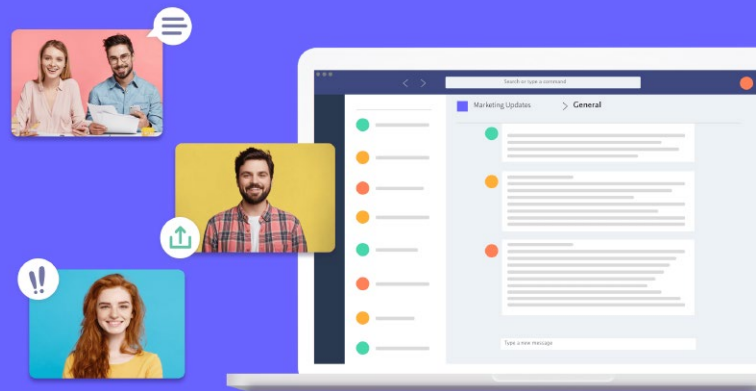 Search or type a command
Marketing Updates > General
Type a new message